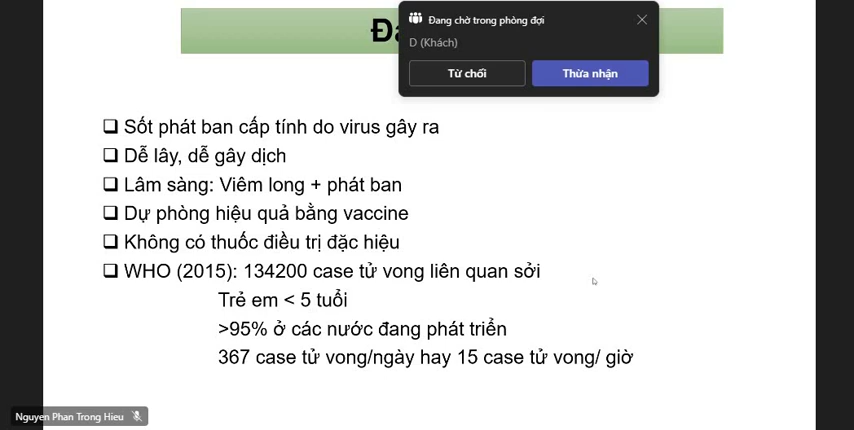 Đang chờ trong phòng đợi
D (Khách)
Từ chối
Thừa nhận
❑ Sốt phát ban cấp tính do virus gây ra
❑ Dễ lây, dễ gây dịch
❑ Lâm sàng: Viêm long + phát ban
❑ Dự phòng hiệu quả bằng vaccine
❑ Không có thuốc điều trị đặc hiệu
❑ WHO (2015): 134200 case tử vong liên quan sởi
Trẻ em < 5 tuổi
>95% ở các nước đang phát triển
367 case tử vong/ngày hay 15 case tử vong/ giờ
Nguyen Phan Trong Hieu